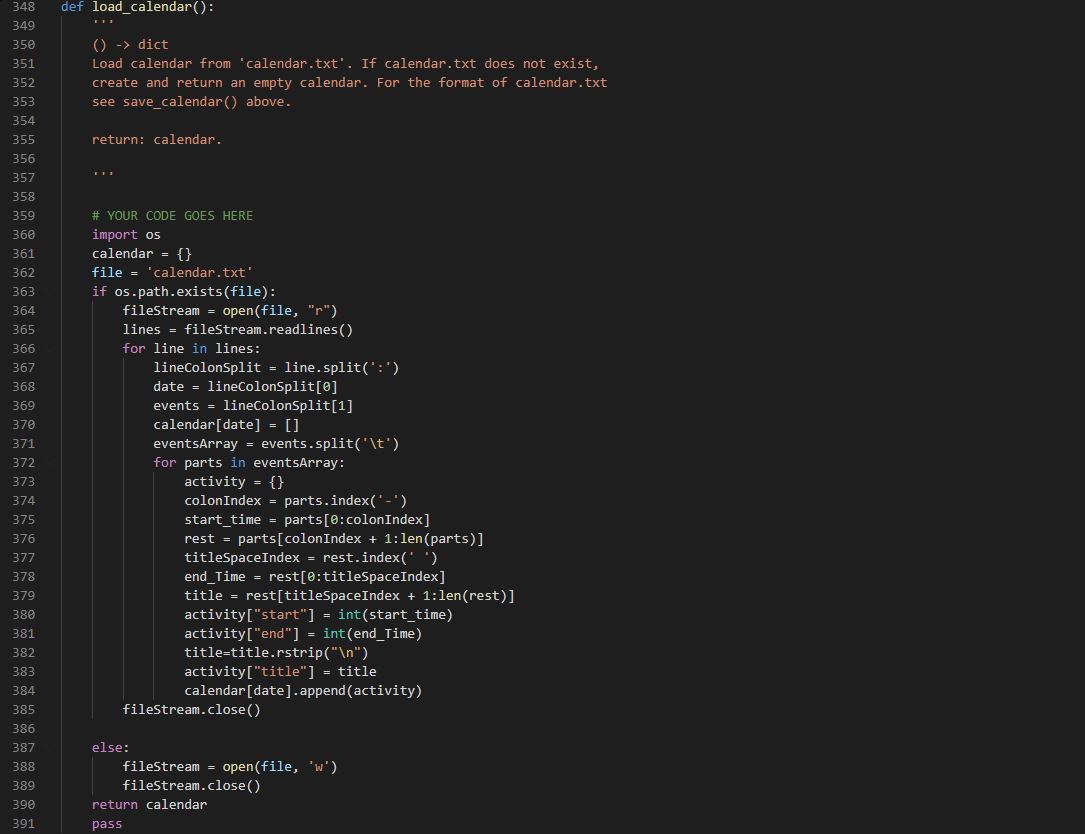 348 def load_calendar():
349     '''
350     () -> dict
351     Load calendar from 'calendar.txt'. If calendar.txt does not exist,
352     create and return an empty calendar. For the format of calendar.txt
353     see save_calendar() above.
354
355     return: calendar.
356
357     '''
358
359     # YOUR CODE GOES HERE
360     import os
361     calendar = {}
362     file = 'calendar.txt'
363     if os.path.exists(file):
364         fileStream = open(file, "r")
365         lines = fileStream.readlines()
366         for line in lines:
367             lineColonSplit = line.split(':')
368             date = lineColonSplit[0]
369             events = lineColonSplit[1]
370             calendar[date] = []
371             eventsArray = events.split('\t')
372             for parts in eventsArray:
373                 activity = {}
374                 colonIndex = parts.index('-')
375                 start_time = parts[0:colonIndex]
376                 rest = parts[colonIndex + 1:len(parts)]
377                 titleSpaceIndex = rest.index(' ')
378                 end_Time = rest[0:titleSpaceIndex]
379                 title = rest[titleSpaceIndex + 1:len(rest)]
380                 activity["start"] = int(start_time)
381                 activity["end"] = int(end_Time)
382                 title=title.rstrip("\n")
383                 activity["title"] = title
384                 calendar[date].append(activity)
385         fileStream.close()
386
387     else:
388         fileStream = open(file, 'w')
389         fileStream.close()
390     return calendar
391     pass